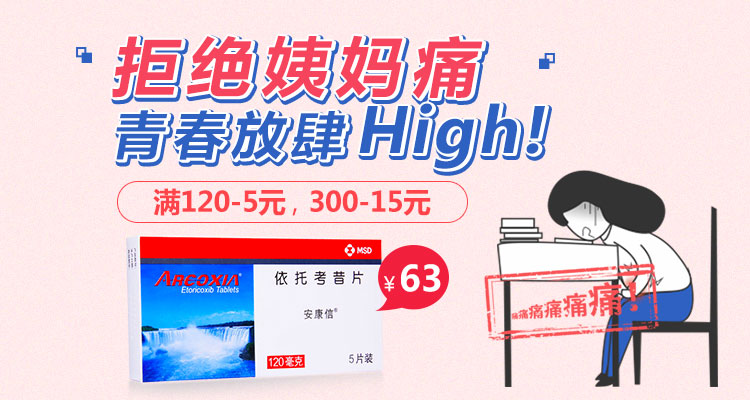 拒绝姨妈痛
青春放肆High!
满120-5元，300-15元
MSD
ARCOXIA
Etoricoxib Tablets
依托考昔片
安康信®
120毫克
5片装
¥63
痛痛痛痛痛!